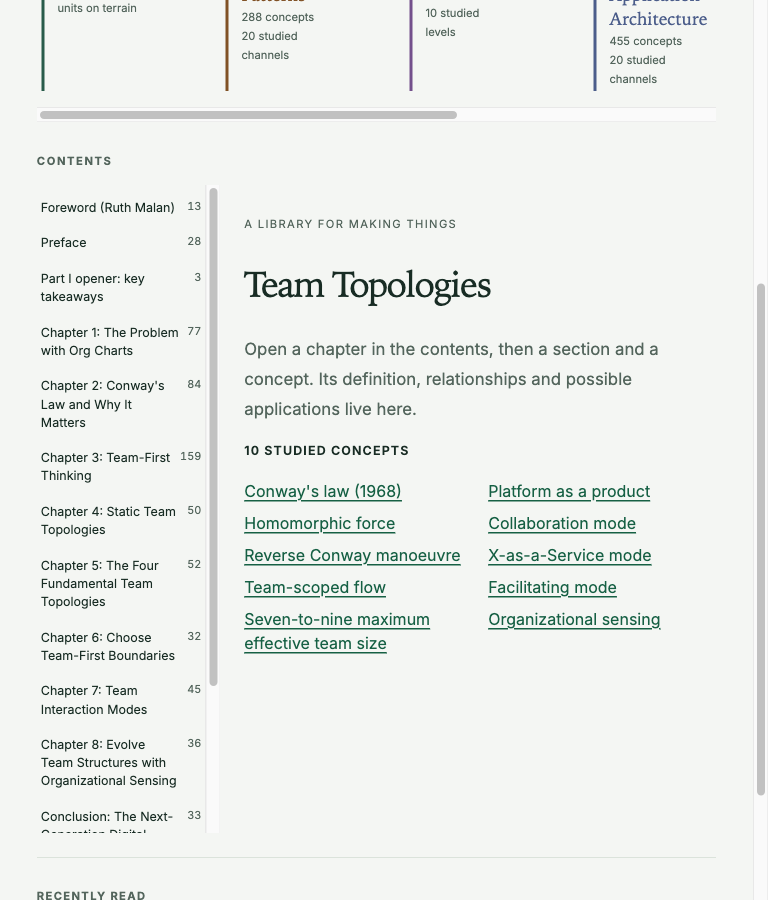 units on terrain
288 concepts
20 studied
channels
10 studied
levels
Architecture
455 concepts
20 studied
channels
CONTENTS
Foreword (Ruth Malan) 13
Preface 28
Part I opener: key 3
takeaways
Chapter 1: The Problem 77
with Org Charts
Chapter 2: Conway's 84
Law and Why It
Matters
Chapter 3: Team-First 159
Thinking
Chapter 4: Static Team 50
Topologies
Chapter 5: The Four 52
Fundamental Team
Topologies
Chapter 6: Choose 32
Team-First Boundaries
Chapter 7: Team 45
Interaction Modes
Chapter 8: Evolve 36
Team Structures with
Organizational Sensing
Conclusion: The Next- 33
Generation Digital
A LIBRARY FOR MAKING THINGS
Team Topologies
Open a chapter in the contents, then a section and a
concept. Its definition, relationships and possible
applications live here.
10 STUDIED CONCEPTS
Conway's law (1968)
Homomorphic force
Reverse Conway manoeuvre
Team-scoped flow
Seven-to-nine maximum
effective team size
Platform as a product
Collaboration mode
X-as-a-Service mode
Facilitating mode
Organizational sensing
RECENTLY READ